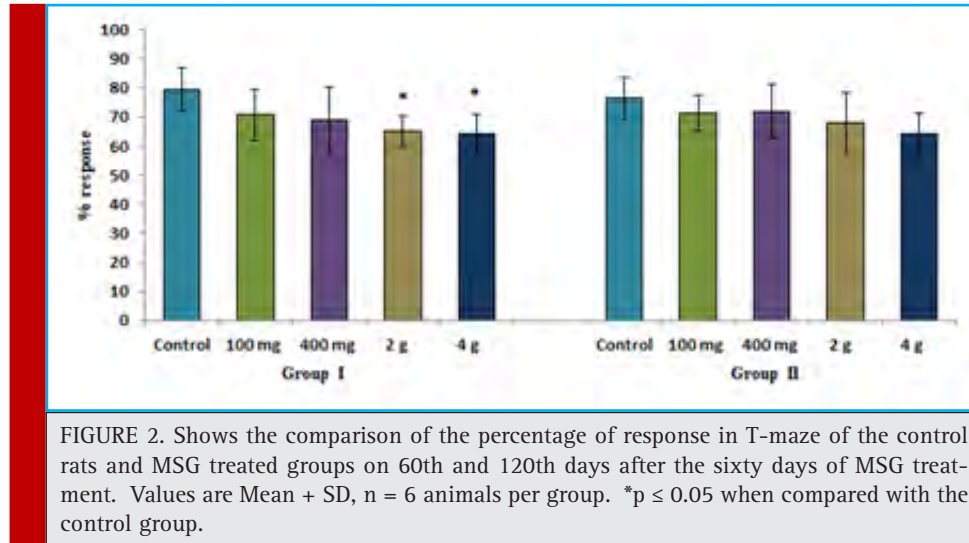 100
90
80
70
60
50
40
30
20
10
0
% response
* *
Control 100 mg 400 mg 2 g 4 g Control 100 mg 400 mg 2 g 4 g
Group I Group II
FIGURE 2. Shows the comparison of the percentage of response in T-maze of the control
rats and MSG treated groups on 60th and 120th days after the sixty days of MSG treat-
ment. Values are Mean + SD, n = 6 animals per group. *p ≤ 0.05 when compared with the
control group.